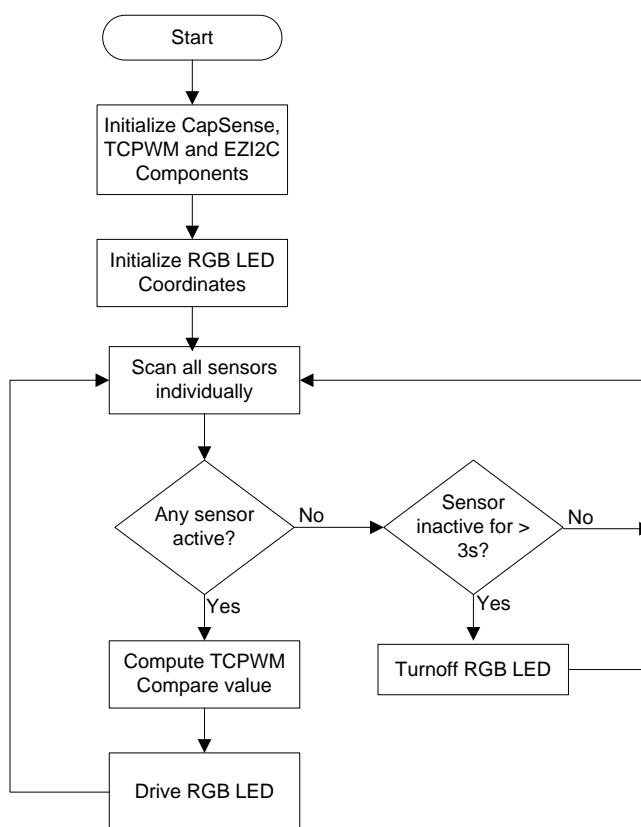 Start
Initialize CapSense,
TCPWM and EZI2C
Components
Initialize RGB LED
Coordinates
Scan all sensors
individually
Any sensor
active?
No
Sensor
inactive for >
3s?
No
Yes
Yes
Compute TCPWM
Compare value
Turnoff RGB LED
Drive RGB LED